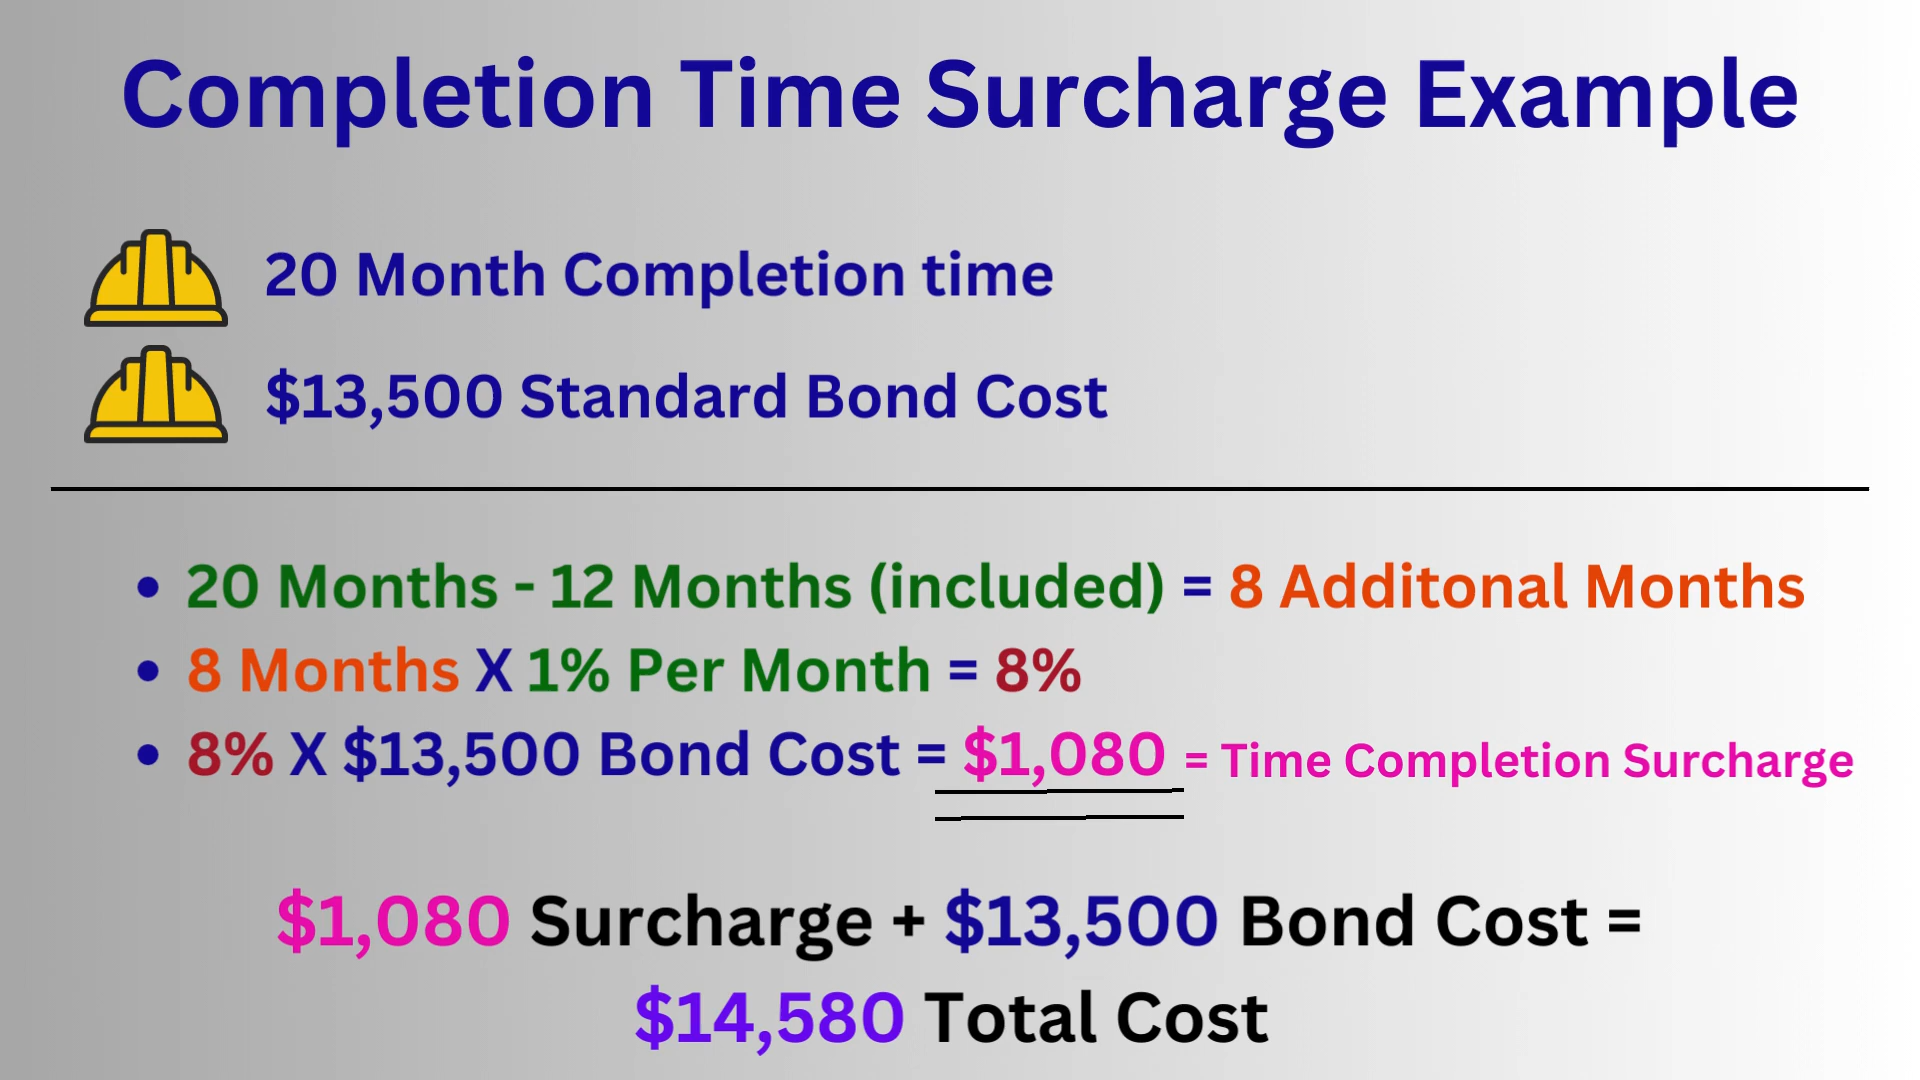 Completion Time Surcharge Example
20 Month Completion time
$13,500 Standard Bond Cost
• 20 Months - 12 Months (included) = 8 Additonal Months
• 8 Months X 1% Per Month = 8%
• 8% X $13,500 Bond Cost = $1,080 = Time Completion Surcharge
$1,080 Surcharge + $13,500 Bond Cost =
$14,580 Total Cost